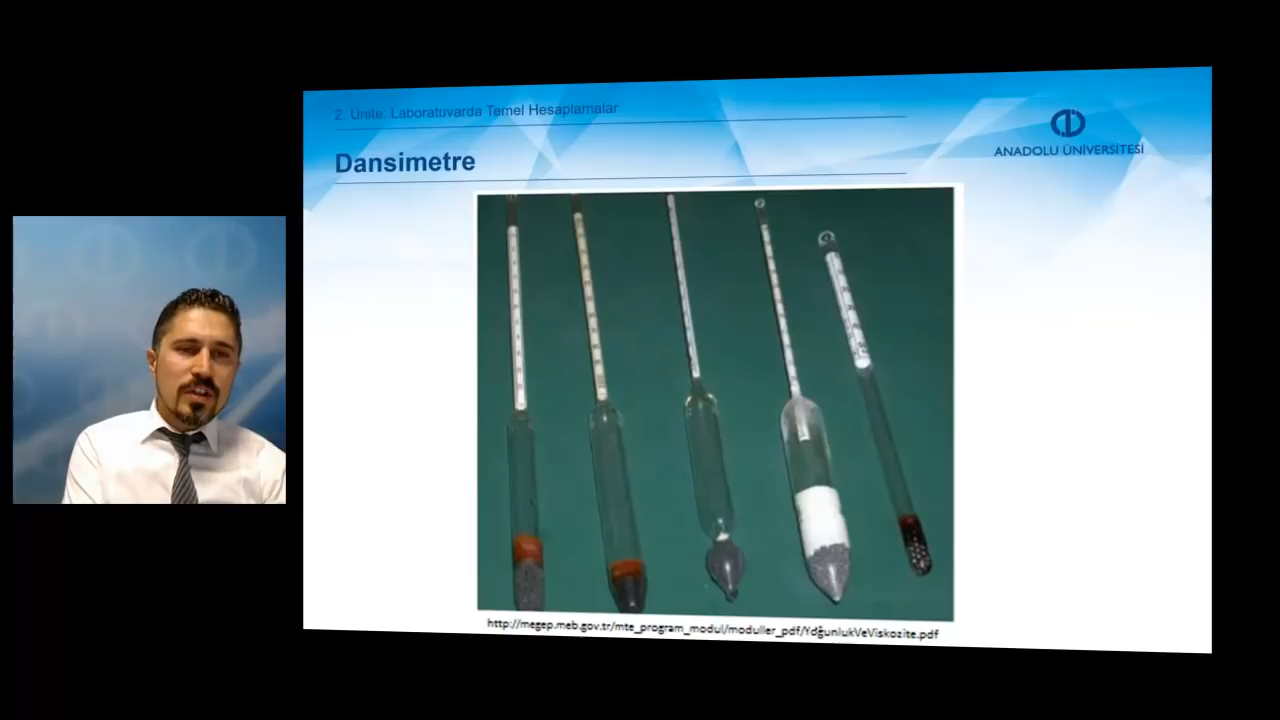 2. Ünite: Laboratuvarda Temel Hesaplamalar
Dansimetre
ANADOLU ÜNİVERSİTESİ
http://megep.meb.gov.tr/mte_program_modul/moduller_pdf/YoğunlukVeViskozite.pdf